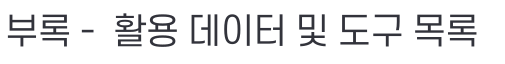 부록 - 활용 데이터 및 도구 목록